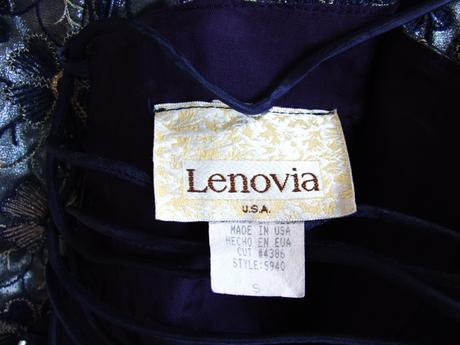 Lenovia
U.S.A.
MADE IN USA
HECHO EN EUA
CUT #4386
STYLE:5940
S